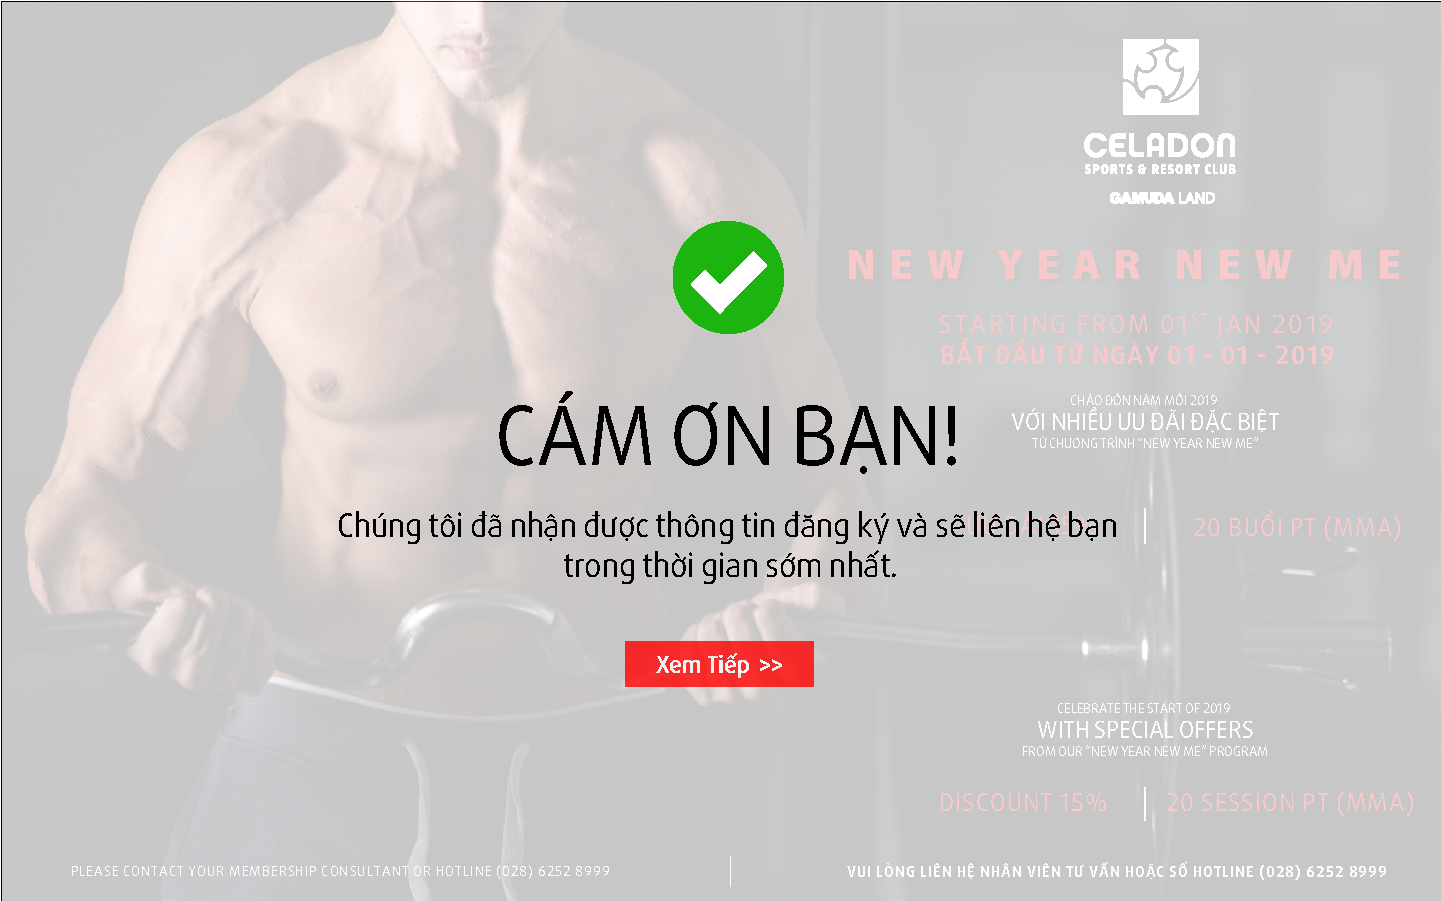 CELADON
SPORTS & RESORT CLUB
GAMUDA LAND
NEW YEAR NEW ME
STARTING FROM 01ST JAN 2019
BẮT ĐẦU TỪ NGÀY 01 - 01 - 2019
CHÀO ĐÓN NĂM MỚI 2019
VỚI NHIỀU ƯU ĐÃI ĐẶC BIỆT
TỪ CHƯƠNG TRÌNH “NEW YEAR NEW ME”
CÁM ƠN BẠN!
20 BUỔI PT (MMA)
Chúng tôi đã nhận được thông tin đăng ký và sẽ liên hệ bạn
trong thời gian sớm nhất.
Xem Tiếp >>
CELEBRATE THE START OF 2019
WITH SPECIAL OFFERS
FROM OUR “NEW YEAR NEW ME” PROGRAM
DISCOUNT 15%
20 SESSION PT (MMA)
PLEASE CONTACT YOUR MEMBERSHIP CONSULTANT OR HOTLINE (028) 6252 8999
VUI LÒNG LIÊN HỆ NHÂN VIÊN TƯ VẤN HOẶC SỐ HOTLINE (028) 6252 8999